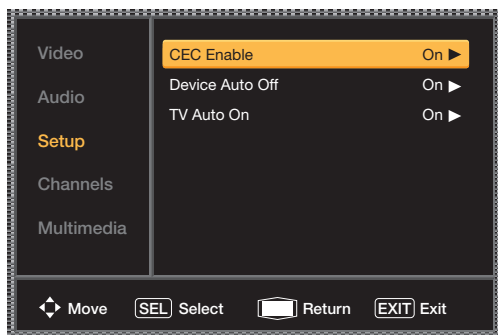 Video
Audio
Setup
Channels
Multimedia
CEC Enable On ▶
Device Auto Off On ▶
TV Auto On On ▶
Move SEL Select Return EXIT Exit